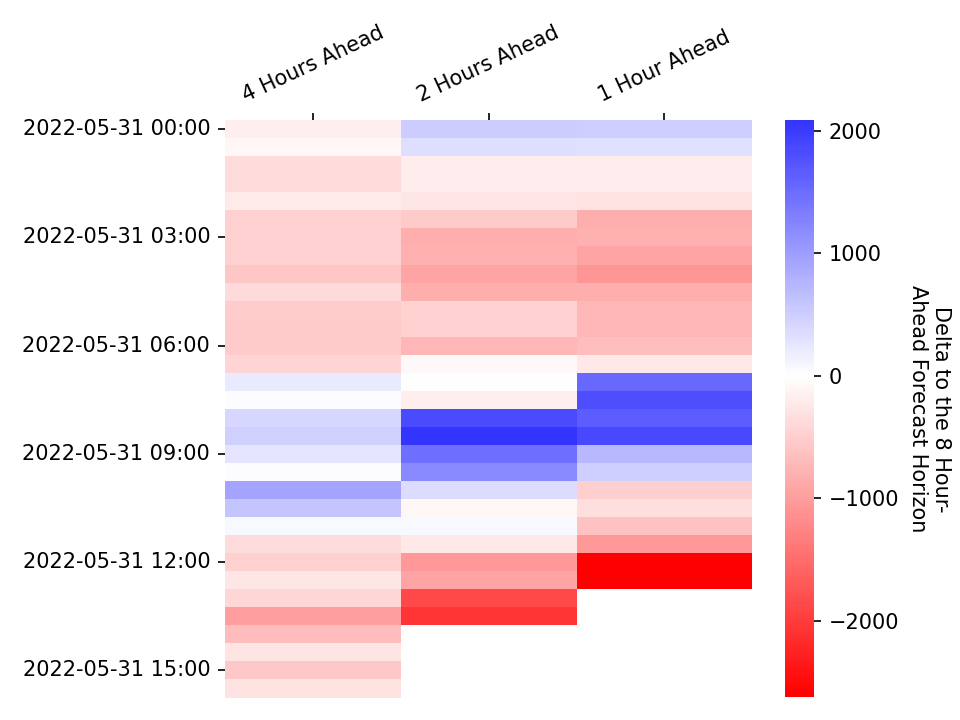 4 Hours Ahead
2 Hours Ahead
1 Hour Ahead
2022-05-31 00:00
2022-05-31 03:00
2022-05-31 06:00
2022-05-31 09:00
2022-05-31 12:00
2022-05-31 15:00
2000
1000
0
−1000
−2000
Delta to the 8 Hour-
Ahead Forecast Horizon